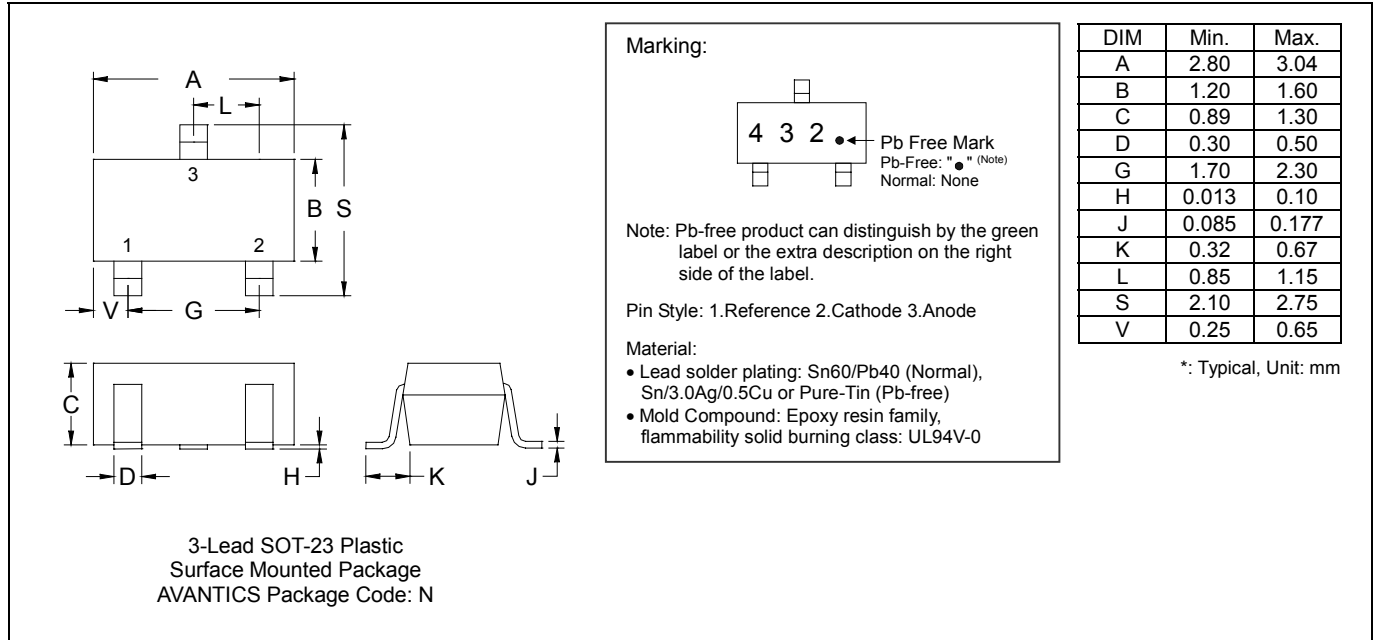 A
L
3
B
S
1
2
V
G
C
D
H
K
J
3-Lead SOT-23 Plastic
Surface Mounted Package
AVANTICS Package Code: N
Marking:
4 3 2 ●
Pb Free Mark
Pb-Free: " ● " (Note)
Normal: None
Note: Pb-free product can distinguish by the green
label or the extra description on the right
side of the label.
Pin Style: 1.Reference 2.Cathode 3.Anode
Material:
• Lead solder plating: Sn60/Pb40 (Normal),
Sn/3.0Ag/0.5Cu or Pure-Tin (Pb-free)
• Mold Compound: Epoxy resin family,
flammability solid burning class: UL94V-0
DIM Min. Max.
A 2.80 3.04
B 1.20 1.60
C 0.89 1.30
D 0.30 0.50
G 1.70 2.30
H 0.013 0.10
J 0.085 0.177
K 0.32 0.67
L 0.85 1.15
S 2.10 2.75
V 0.25 0.65
*: Typical, Unit: mm